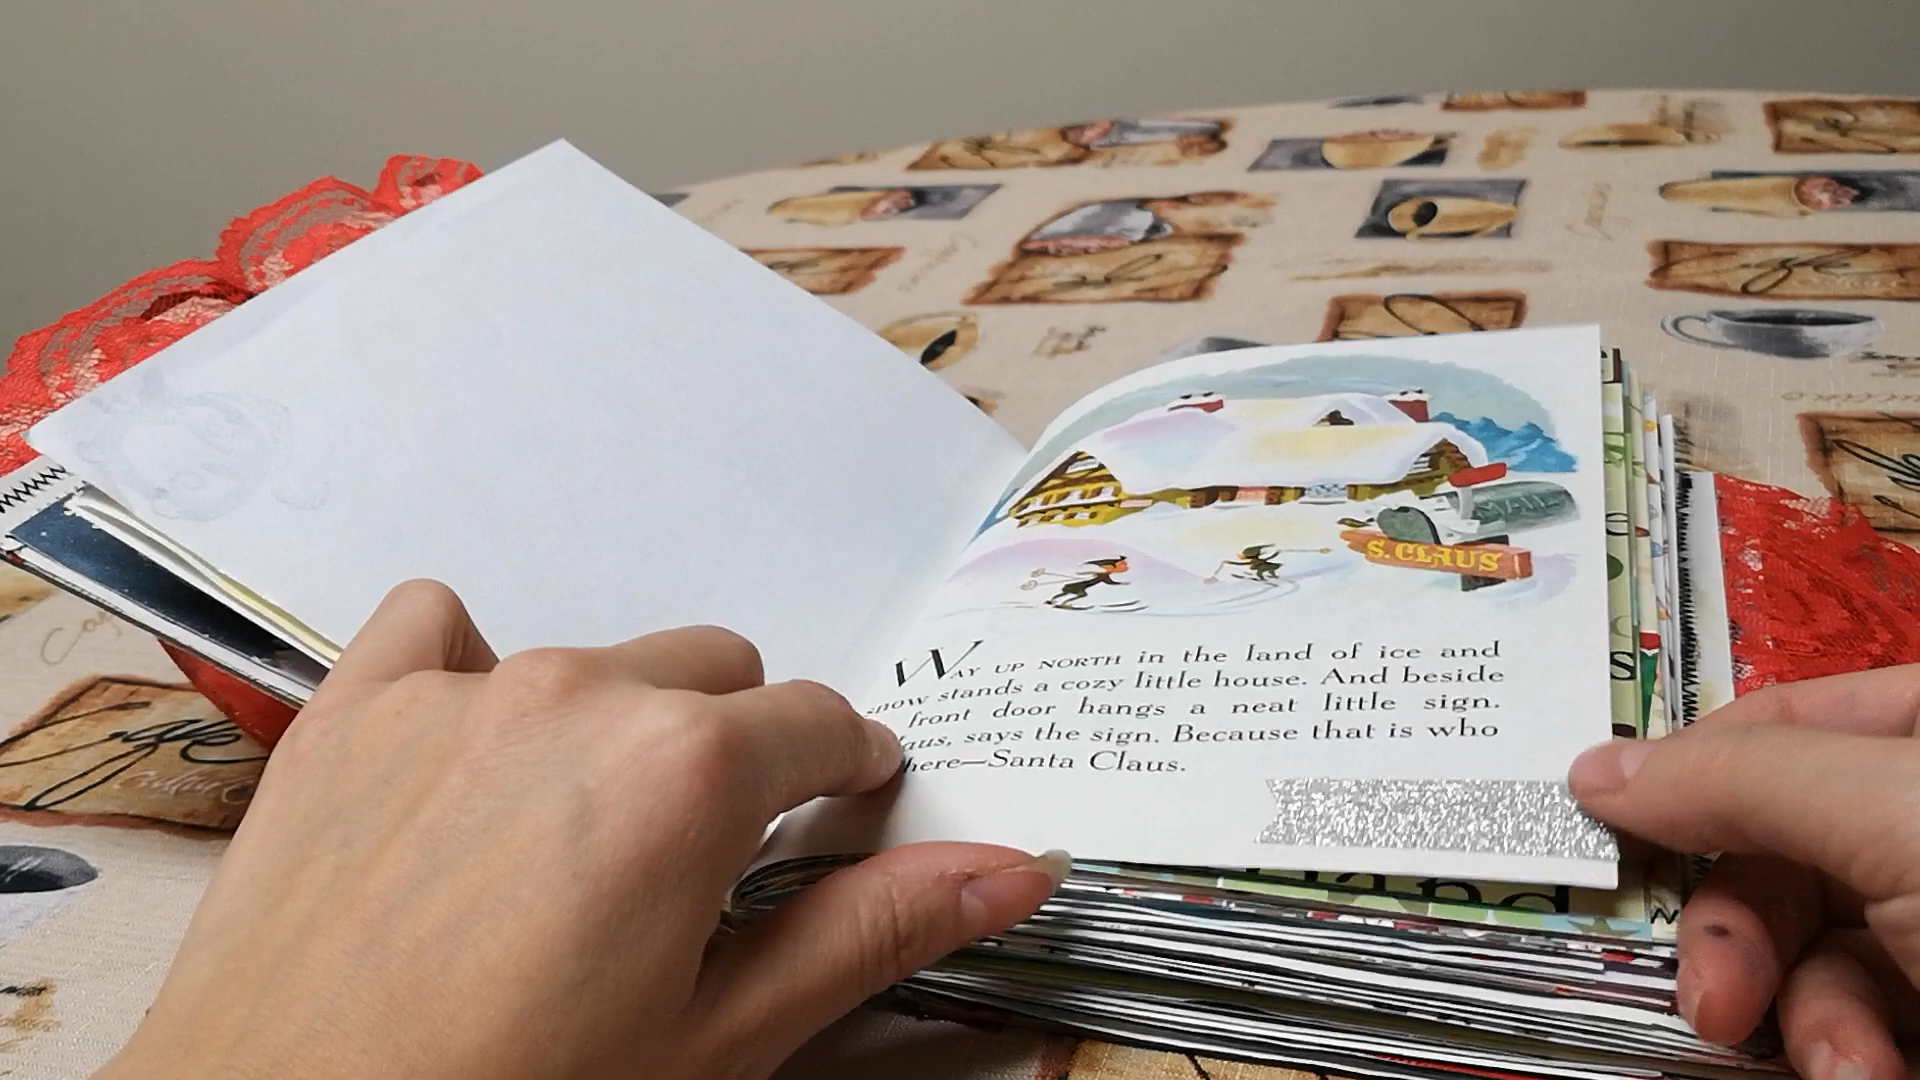 MAIL
S. CLAUS
WAY UP NORTH in the land of ice and
snow stands a cozy little house. And beside
front door hangs a neat little sign.
says the sign. Because that is who
here—Santa Claus.